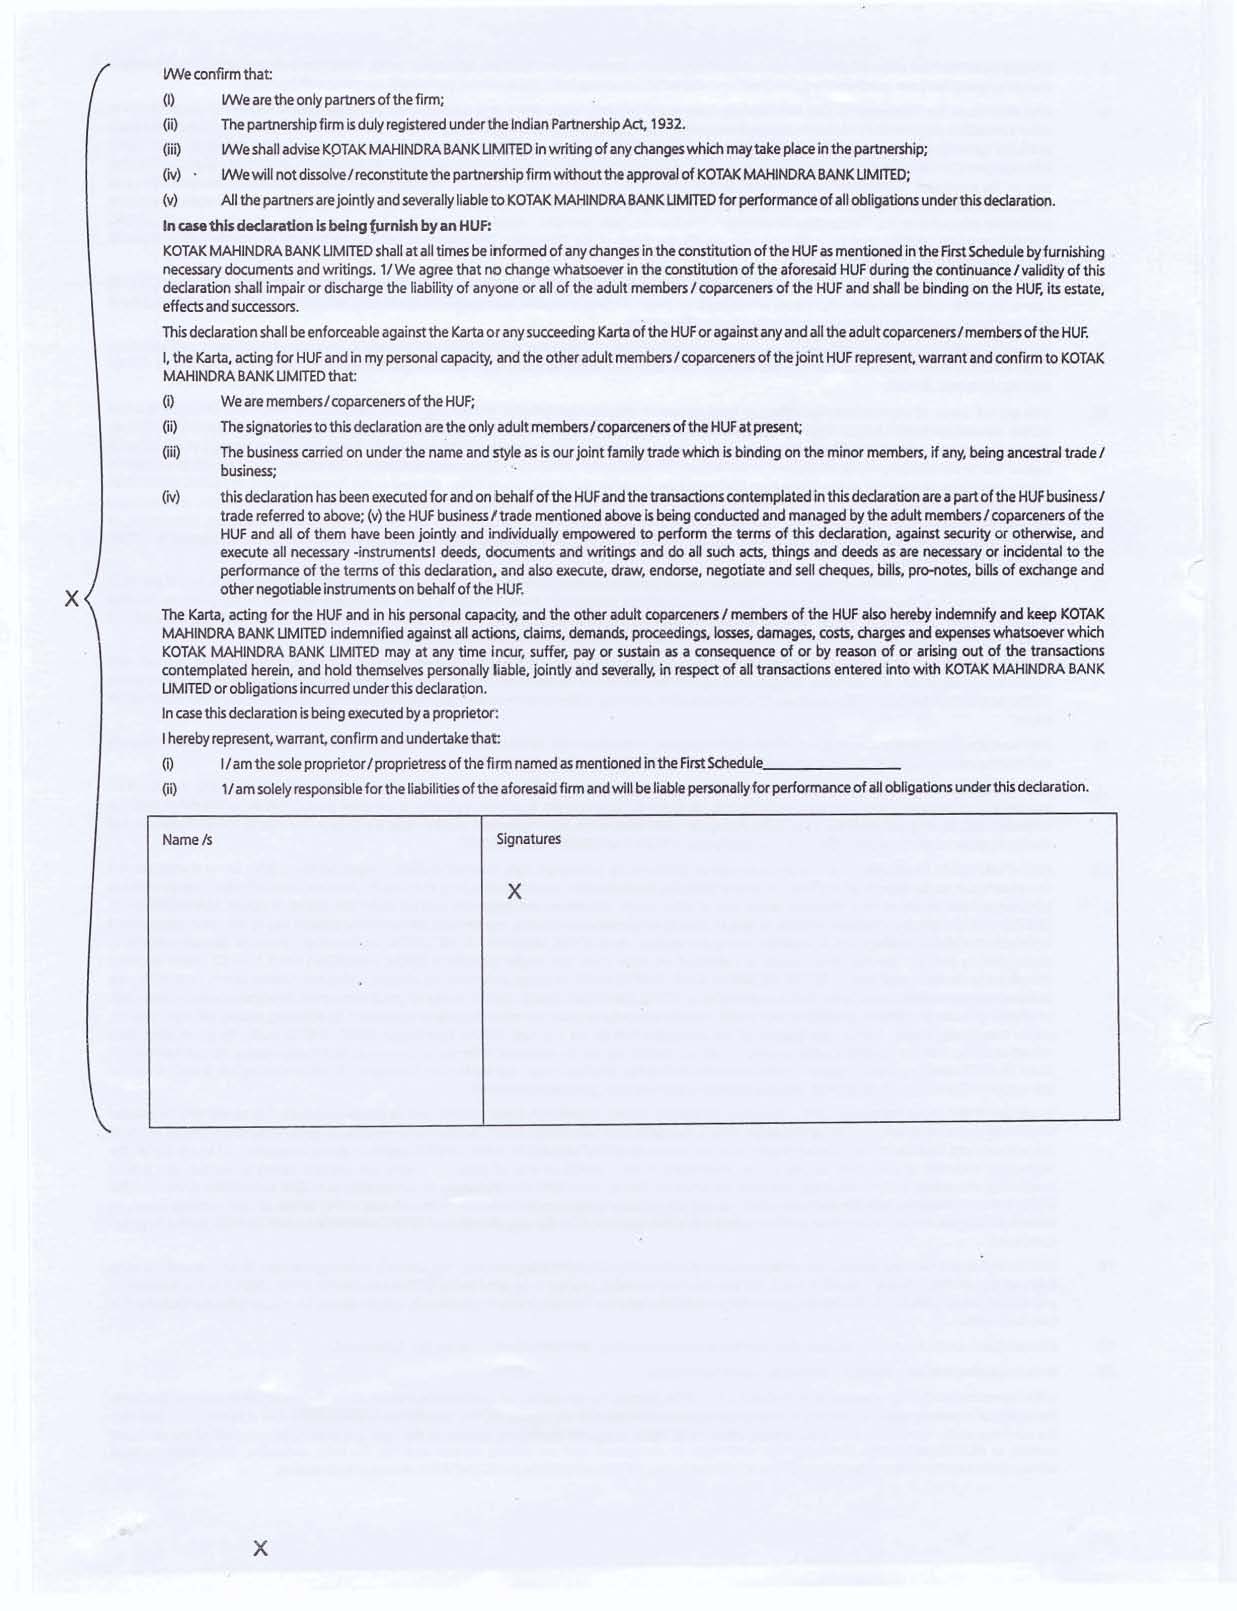 I/We confirm that:
(I) I/We are the only partners of the firm;
(ii) The partnership firm is duly registered under the Indian Partnership Act, 1932.
(iii) I/We shall advise KOTAK MAHINDRA BANK LIMITED in writing of any changes which may take place in the partnership;
(iv) I/We will not dissolve / reconstitute the partnership firm without the approval of KOTAK MAHINDRA BANK LIMITED;
(v) All the partners are jointly and severally liable to KOTAK MAHINDRA BANK LIMITED for performance of all obligations under this declaration.
In case this declaration is being furnish by an HUF:
KOTAK MAHINDRA BANK LIMITED shall at all times be informed of any changes in the constitution of the HUF as mentioned in the First Schedule by furnishing
necessary documents and writings. 1/ We agree that no change whatsoever in the constitution of the aforesaid HUF during the continuance / validity of this
declaration shall impair or discharge the liability of anyone or all of the adult members / coparceners of the HUF and shall be binding on the HUF, its estate,
effects and successors.
This declaration shall be enforceable against the Karta or any succeeding Karta of the HUF or against any and all the adult coparceners / members of the HUF.
I, the Karta, acting for HUF and in my personal capacity, and the other adult members / coparceners of the joint HUF represent, warrant and confirm to KOTAK
MAHINDRA BANK LIMITED that:
(i) We are members / coparceners of the HUF;
(ii) The signatories to this declaration are the only adult members / coparceners of the HUF at present;
(iii) The business carried on under the name and style as is our joint family trade which is binding on the minor members, if any, being ancestral trade /
business;
(iv) this declaration has been executed for and on behalf of the HUF and the transactions contemplated in this declaration are a part of the HUF business /
trade referred to above; (v) the HUF business / trade mentioned above is being conducted and managed by the adult members / coparceners of the
HUF and all of them have been jointly and individually empowered to perform the terms of this declaration, against security or otherwise, and
execute all necessary -instrumentsI deeds, documents and writings and do all such acts, things and deeds as are necessary or incidental to the
performance of the terms of this declaration, and also execute, draw, endorse, negotiate and sell cheques, bills, pro-notes, bills of exchange and
other negotiable instruments on behalf of the HUF.
X
The Karta, acting for the HUF and in his personal capacity, and the other adult coparceners / members of the HUF also hereby indemnify and keep KOTAK
MAHINDRA BANK LIMITED indemnified against all actions, claims, demands, proceedings, losses, damages, costs, charges and expenses whatsoever which
KOTAK MAHINDRA BANK LIMITED may at any time incur, suffer, pay or sustain as a consequence of or by reason of or arising out of the transactions
contemplated herein, and hold themselves personally liable, jointly and severally, in respect of all transactions entered into with KOTAK MAHINDRA BANK
LIMITED or obligations incurred under this declaration.
In case this declaration is being executed by a proprietor:
I hereby represent, warrant, confirm and undertake that:
(i) I / am the sole proprietor / proprietress of the firm named as mentioned in the First Schedule____________
(ii) 1/ am solely responsible for the liabilities of the aforesaid firm and will be liable personally for performance of all obligations under this declaration.
Name /s
Signatures
X
X